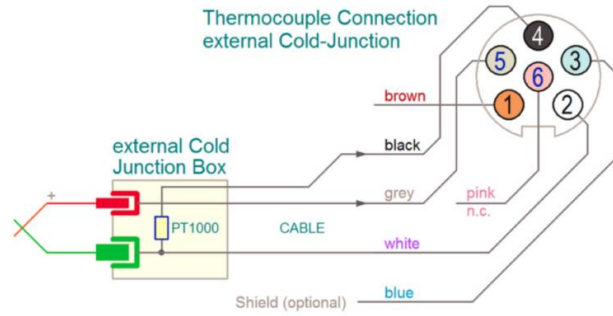 Thermocouple Connection
external Cold-Junction
4
5
3
6
1
2
brown
external Cold
Junction Box
black
+
grey
pink
n.c.
PT1000
CABLE
white
Shield (optional)
blue